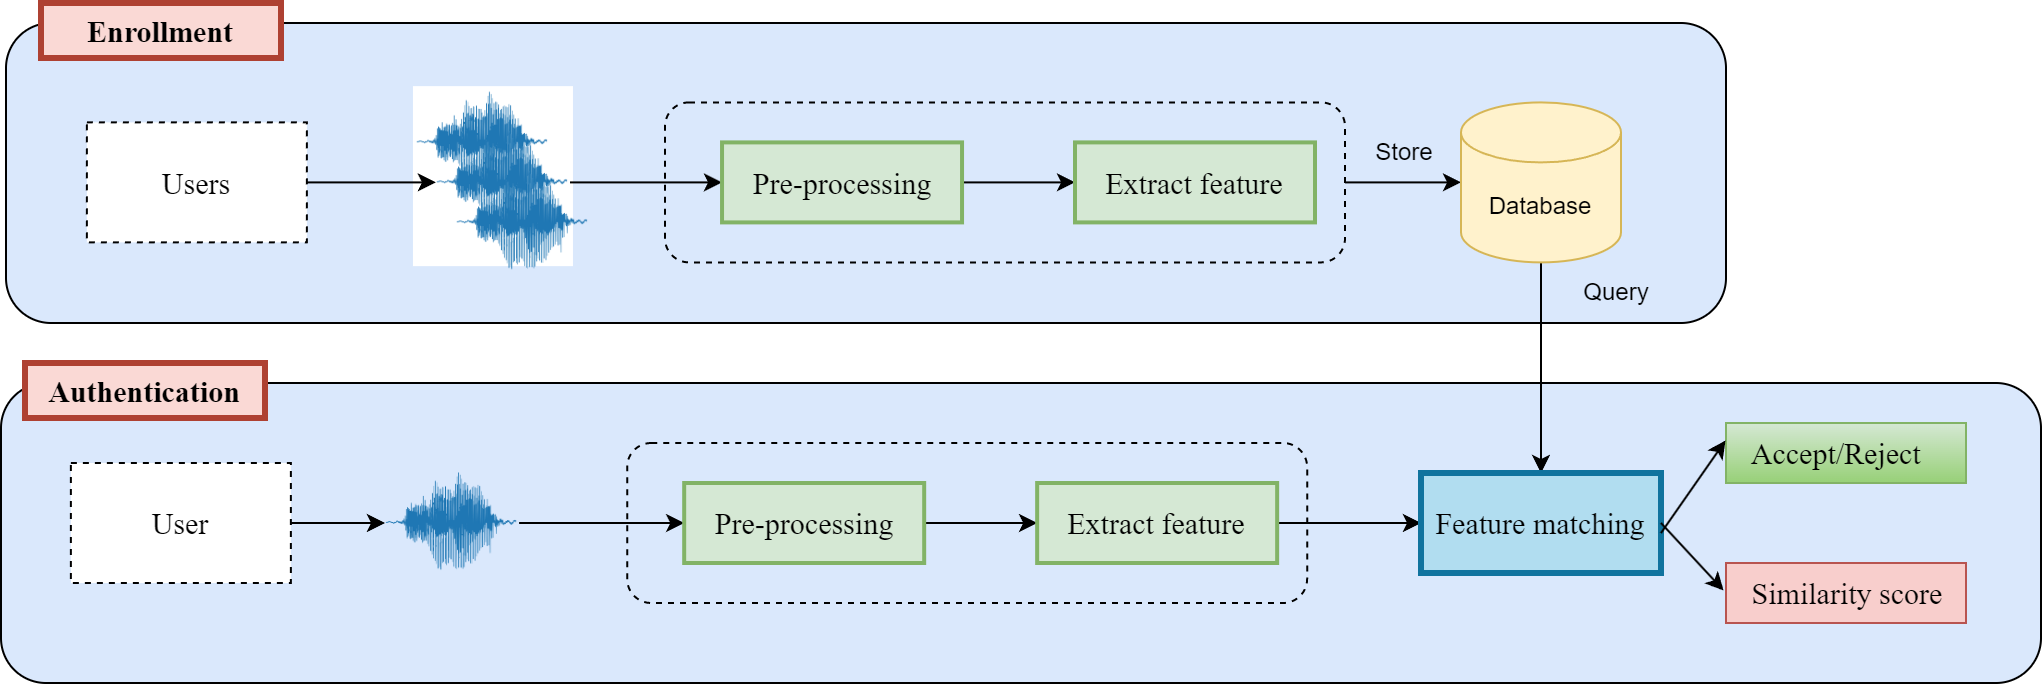 Enrollment
Users
Pre-processing
Extract feature
Store
Database
Query
Authentication
User
Pre-processing
Extract feature
Feature matching
Accept/Reject
Similarity score